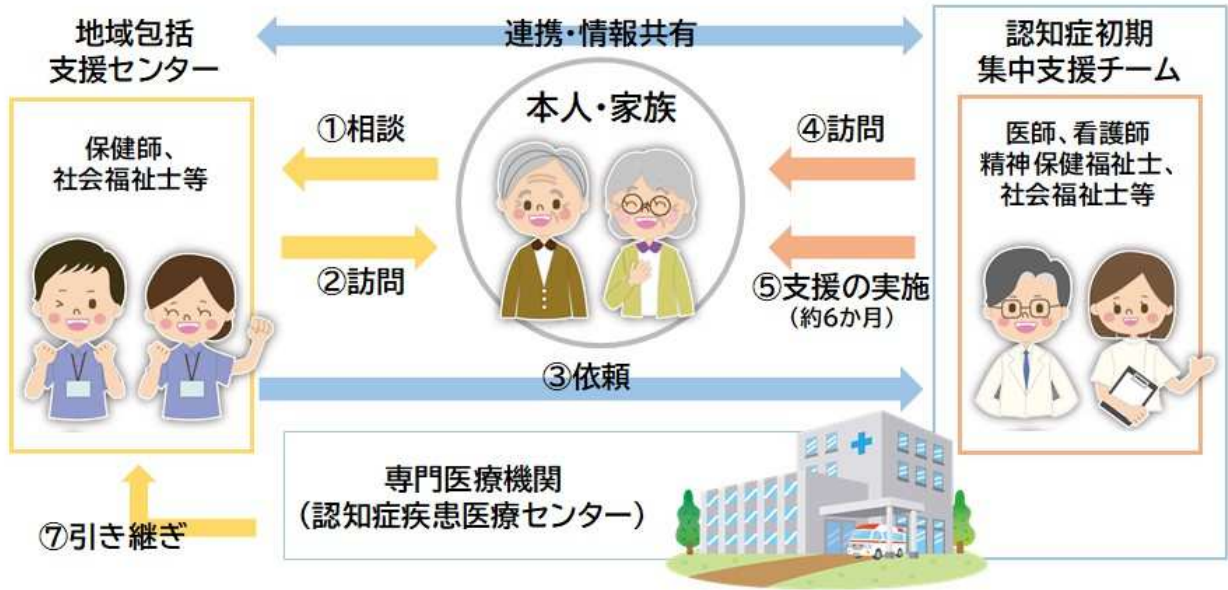 地域包括
支援センター
連携・情報共有
認知症初期
集中支援チーム
保健師、
社会福祉士等
①相談
②訪問
本人・家族
④訪問
⑤支援の実施
（約6か月）
医師、看護師
精神保健福祉士、
社会福祉士等
③依頼
専門医療機関
（認知症疾患医療センター）
⑦引き継ぎ